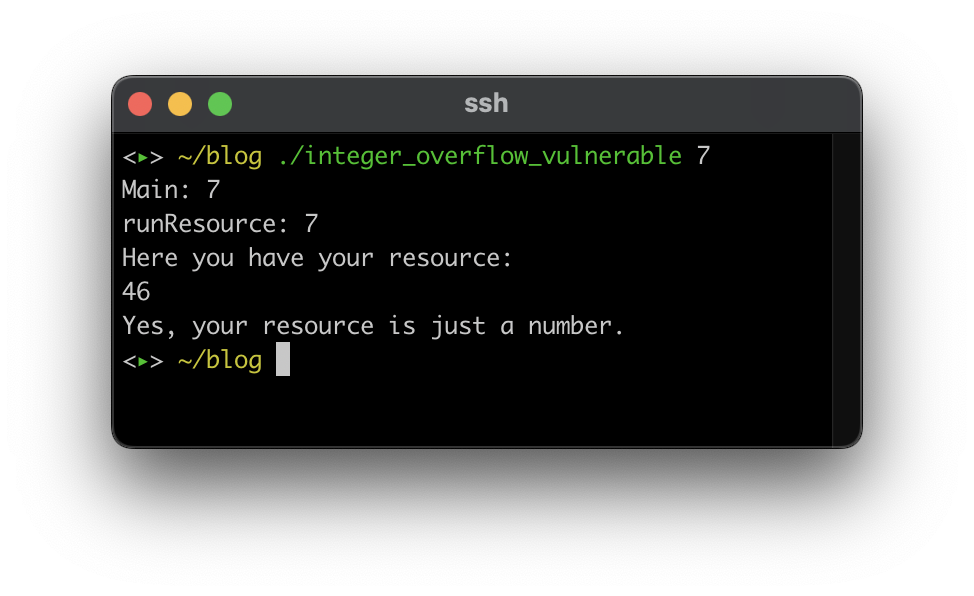 ssh
<▸> ~/blog ./integer_overflow_vulnerable 7
Main: 7
runResource: 7
Here you have your resource:
46
Yes, your resource is just a number.
<▸> ~/blog